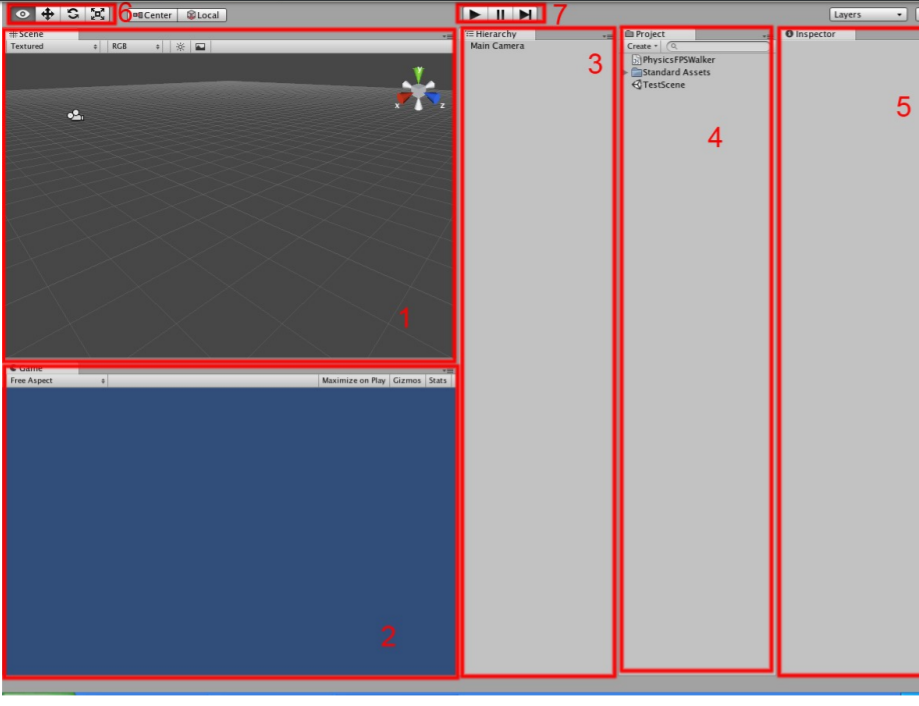 6
Center
Local
7
Layers
Scene
Textured
RGB
y
x
z
1
Game
Free Aspect
Maximize on Play
Gizmos
Stats
2
Hierarchy
Main Camera
3
Project
Create
PhysicsFPSWalker
Standard Assets
TestScene
4
Inspector
5